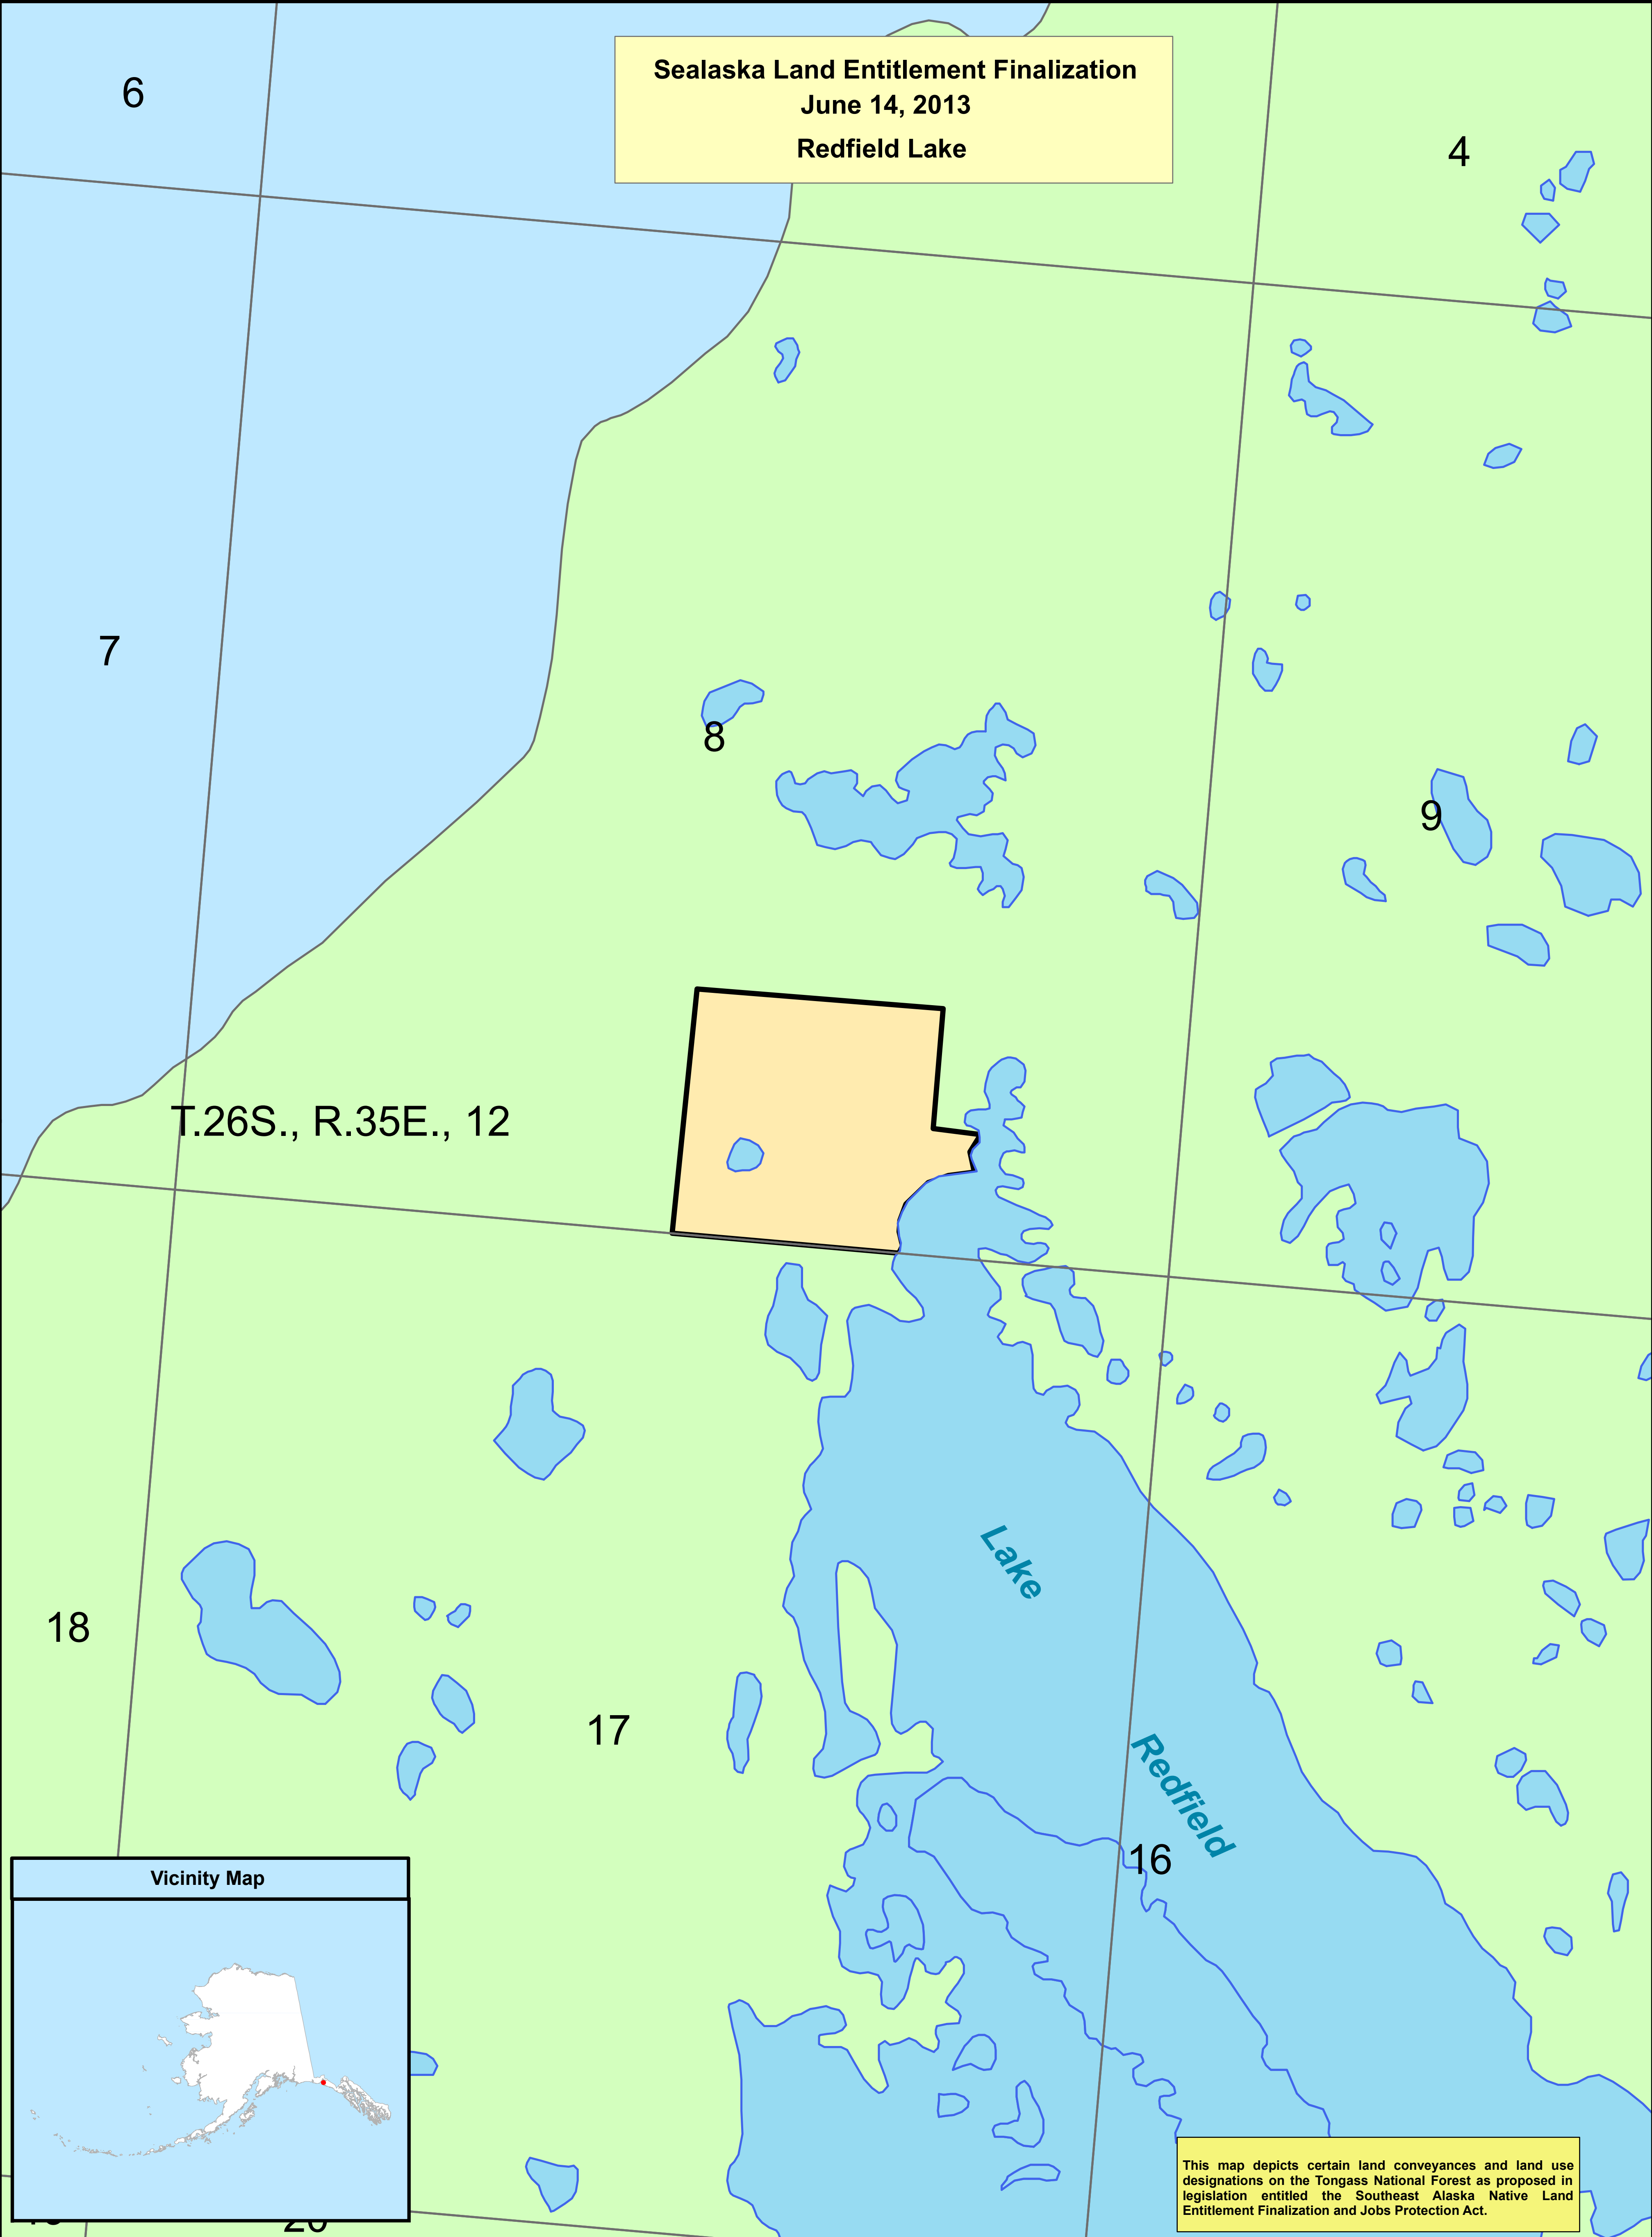 Sealaska Land Entitlement Finalization
June 14, 2013
Redfield Lake
6
4
7
8
9
T.26S., R.35E., 12
Lake
18
17
Redfield
16
Vicinity Map
This map depicts certain land conveyances and land use
designations on the Tongass National Forest as proposed in
legislation entitled the Southeast Alaska Native Land
Entitlement Finalization and Jobs Protection Act.
20